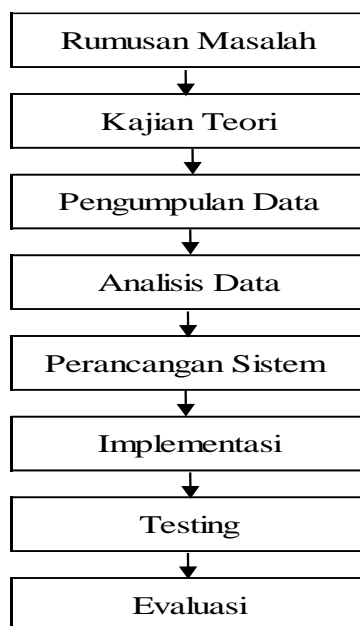 Rumusan Masalah
Kajian Teori
Pengumpulan Data
Analisis Data
Perancangan Sistem
Implementasi
Testing
Evaluasi